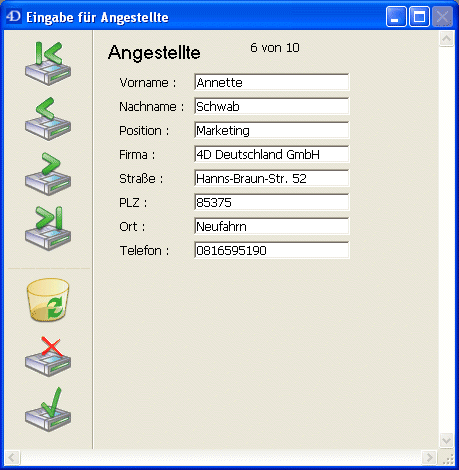 4D Eingabe für Angestellte
Angestellte 6 von 10
Vorname : Annette
Nachname : Schwab
Position : Marketing
Firma : 4D Deutschland GmbH
Straße : Hanns-Braun-Str. 52
PLZ : 85375
Ort : Neufahrn
Telefon : 0816595190